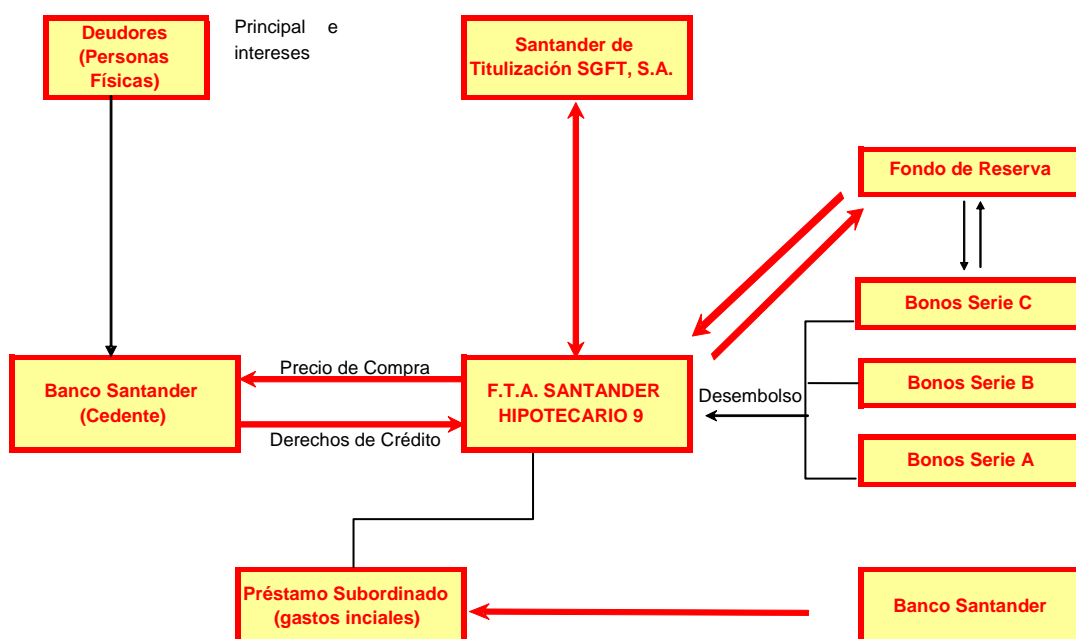 Deudores
(Personas
Físicas)
Principal e
intereses
Santander de
Titulización SGFT, S.A.
Fondo de Reserva
Bonos Serie C
Precio de Compra
Banco Santander
(Cedente)
F.T.A. SANTANDER
HIPOTECARIO 9
Desembolso
Bonos Serie B
Derechos de Crédito
Bonos Serie A
Préstamo Subordinado
(gastos inciales)
Banco Santander